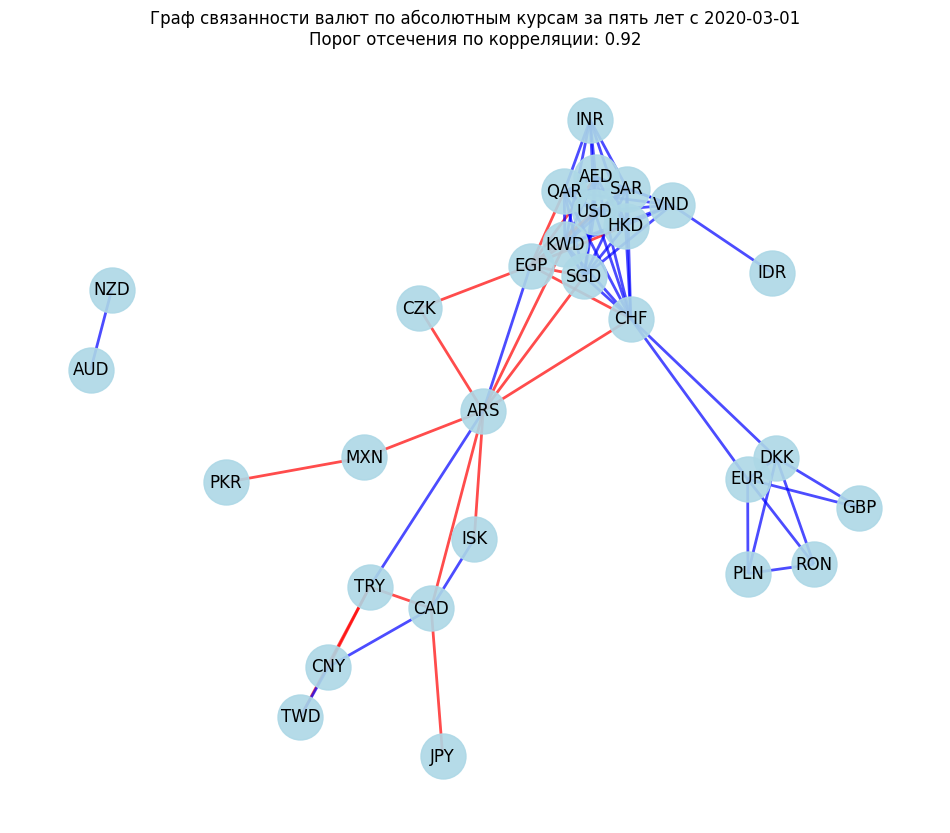 Граф связанности валют по абсолютным курсам за пять лет с 2020-03-01
Порог отсечения по корреляции: 0.92
INR
AED
QAR
SAR
VND
USD
HKD
KWD
EGP
SGD
IDR
NZD
CZK
CHF
AUD
ARS
MXN
DKK
PKR
EUR
GBP
ISK
RON
PLN
TRY
CAD
CNY
TWD
JPY